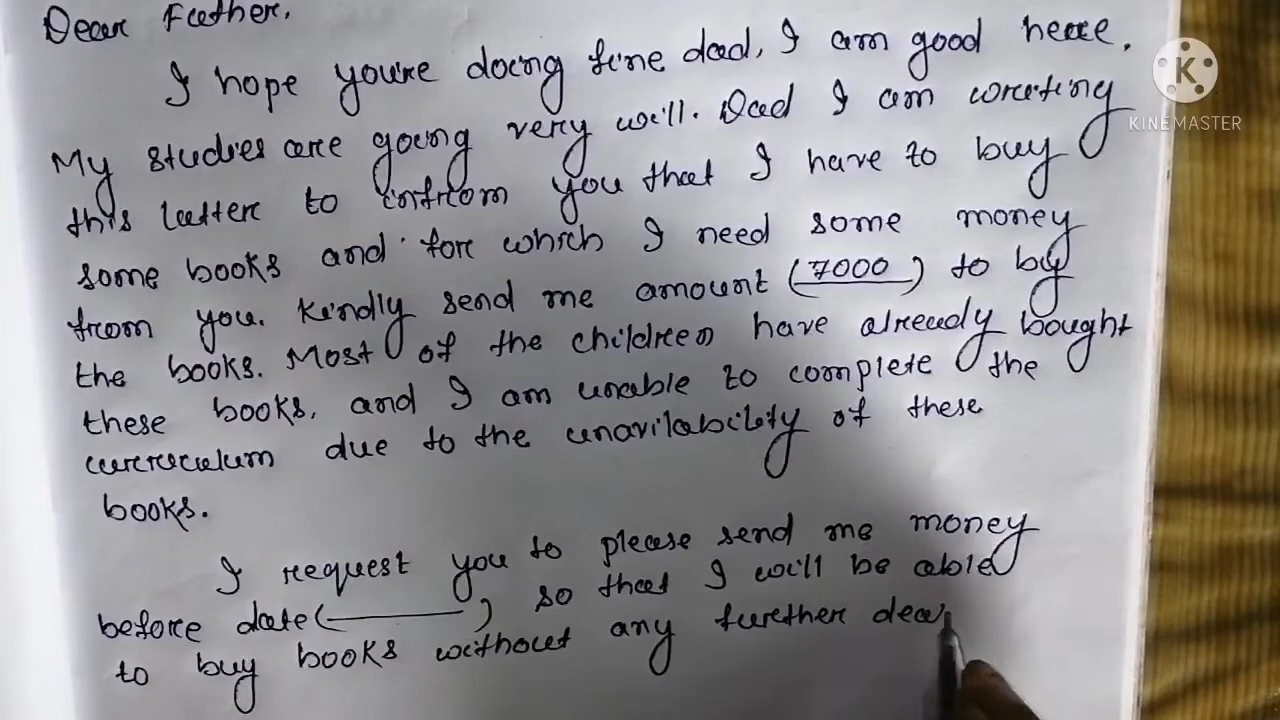 Dear Father,
I hope you're doing fine dad, I am good here.
My studies are going very well. Dad I am writing
this letter to infrom you that I have to buy
some books and for which I need some money
from you. Kindly send me amount (7000) to buy
the books. Most of the children have already bought
these books, and I am unable to complete the
curriculum due to the unavilability of these
books.
I request you to please send me money
before date(______) so that I will be able
to buy books without any further
K
KINEMASTER